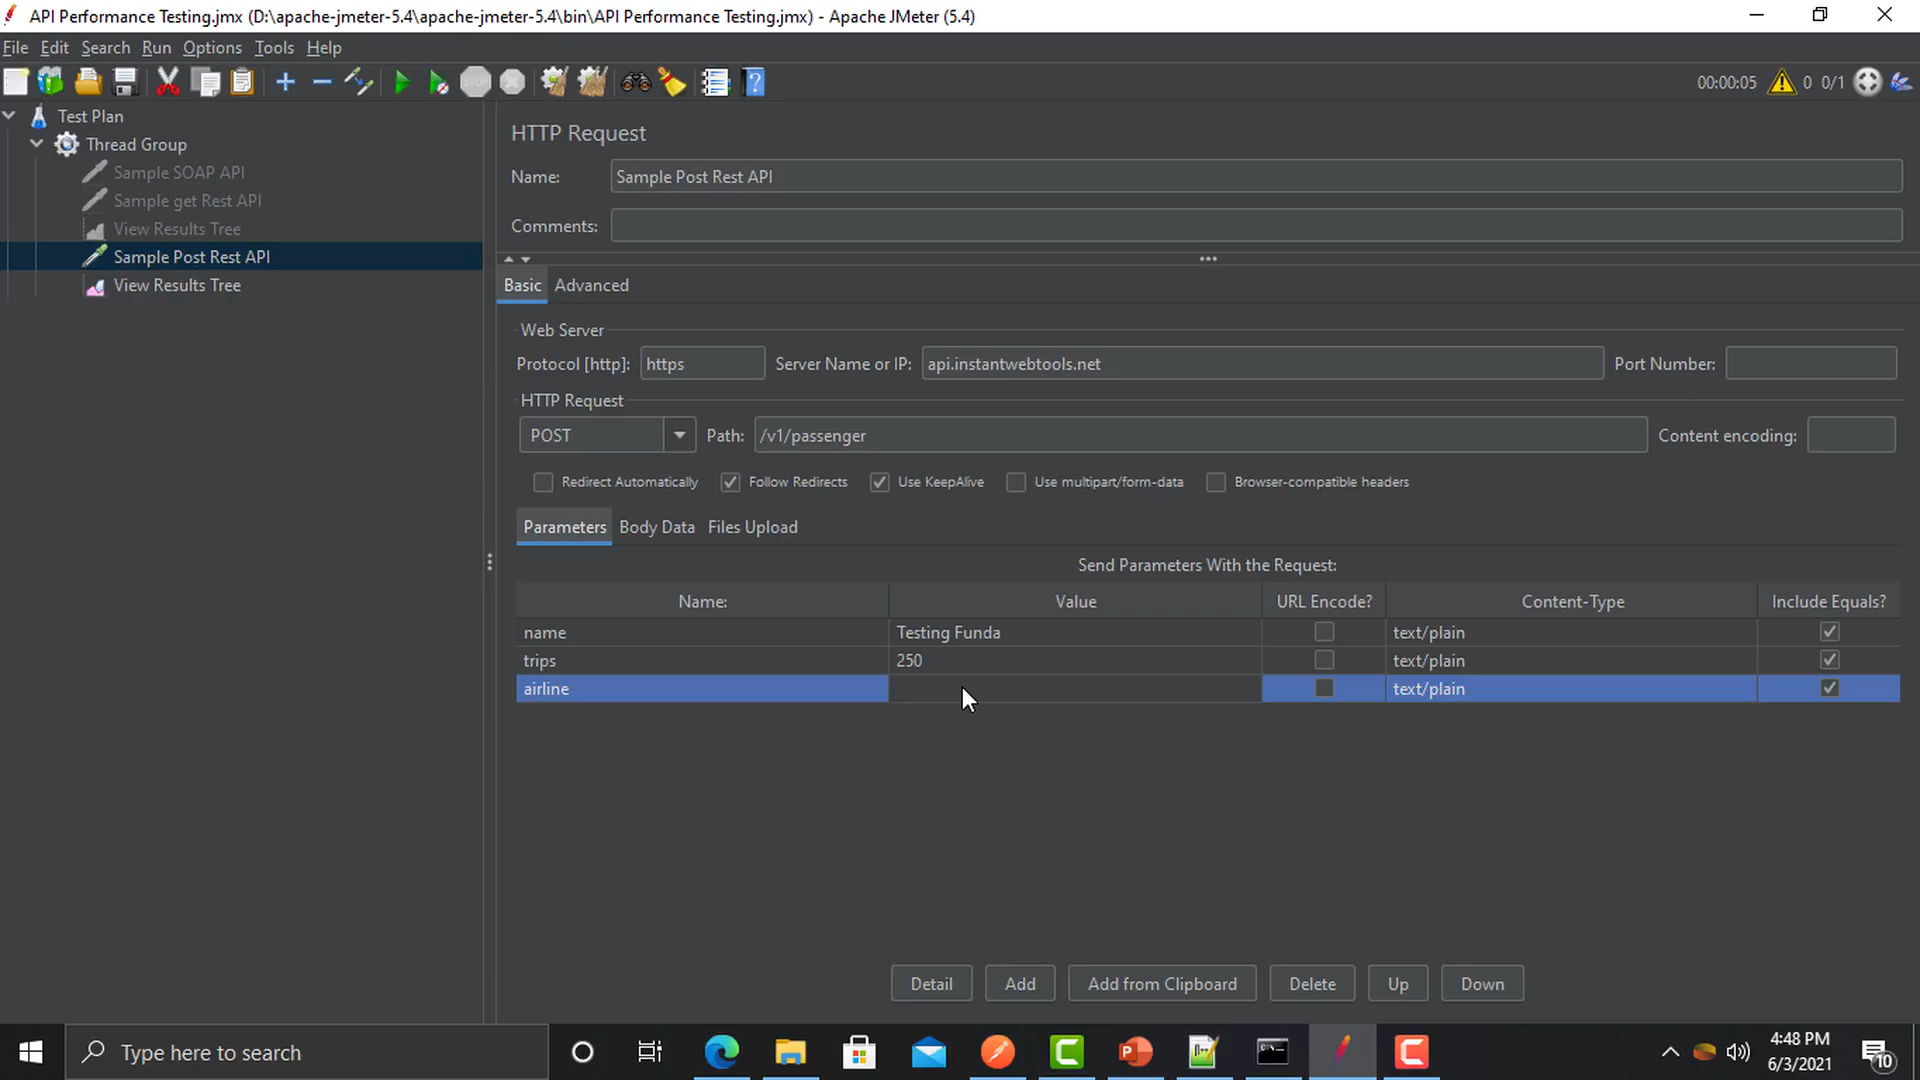 API Performance Testing.jmx (D:\apache-jmeter-5.4\apache-jmeter-5.4\bin\API Performance Testing.jmx) - Apache JMeter (5.4)
File Edit Search Run Options Tools Help
00:00:05 0 0/1
Test Plan
Thread Group
Sample SOAP API
Sample get Rest API
View Results Tree
Sample Post Rest API
View Results Tree
HTTP Request
Name: Sample Post Rest API
Comments:
Basic Advanced
Web Server
Protocol [http]: https Server Name or IP: api.instantwebtools.net Port Number:
HTTP Request
POST Path: /v1/passenger Content encoding:
Redirect Automatically Follow Redirects Use KeepAlive Use multipart/form-data Browser-compatible headers
Parameters Body Data Files Upload
Send Parameters With the Request:
Name: Value URL Encode? Content-Type Include Equals?
name Testing Funda text/plain
trips 250 text/plain
airline text/plain
Detail Add Add from Clipboard Delete Up Down
Type here to search
4:48 PM
6/3/2021
10